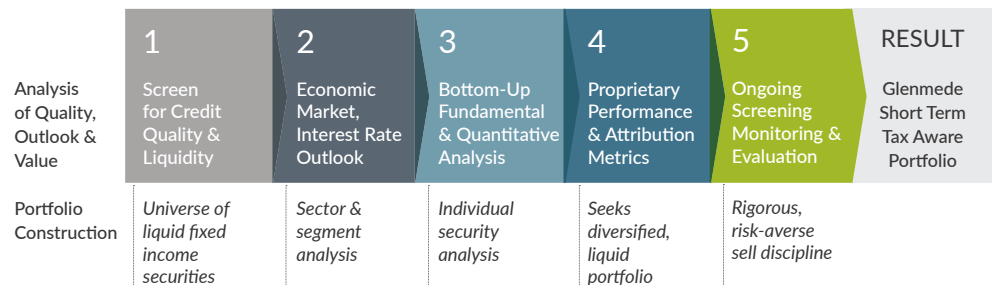 Analysis
of Quality,
Outlook &
Value
1
Screen
for Credit
Quality &
Liquidity
2
Economic
Market,
Interest Rate
Outlook
3
Bottom-Up
Fundamental
& Quantitative
Analysis
4
Proprietary
Performance
& Attribution
Metrics
5
Ongoing
Screening
Monitoring &
Evaluation
RESULT
Glenmede
Short Term
Tax Aware
Portfolio
Portfolio
Construction
Universe of
liquid fixed
income
securities
Sector &
segment
analysis
Individual
security
analysis
Seeks
diversified,
liquid
portfolio
Rigorous,
risk-averse
sell discipline